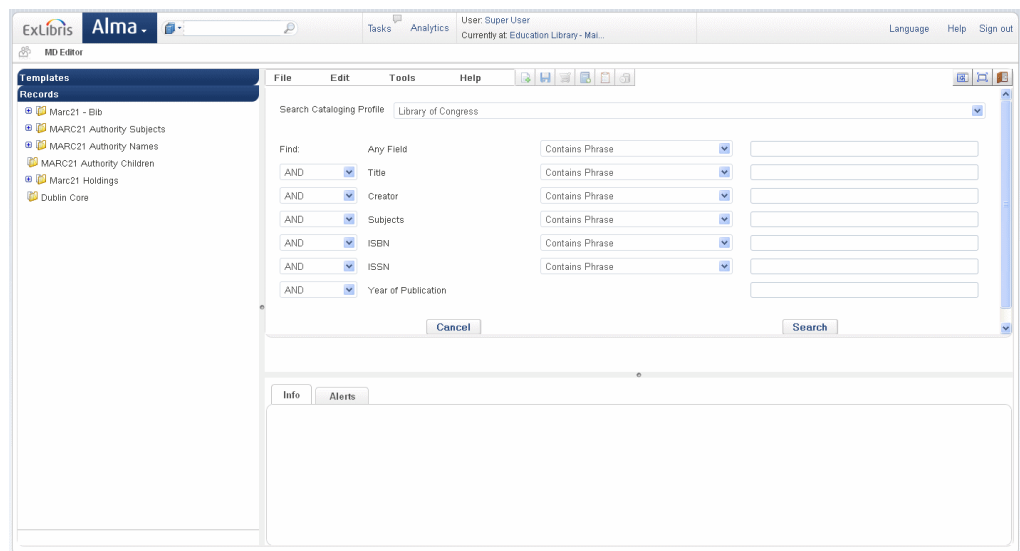 ExLibris Alma Tasks Analytics User: Super User Language Help Sign out
Currently at: Education Library - Mai...
MD Editor
Templates
Records
Marc21 - Bib
MARC21 Authority Subjects
MARC21 Authority Names
MARC21 Authority Children
Marc21 Holdings
Dublin Core
File Edit Tools Help
Search Cataloging Profile Library of Congress
Find: Any Field Contains Phrase
AND Title Contains Phrase
AND Creator Contains Phrase
AND Subjects Contains Phrase
AND ISBN Contains Phrase
AND ISSN Contains Phrase
AND Year of Publication
Cancel Search
Info Alerts